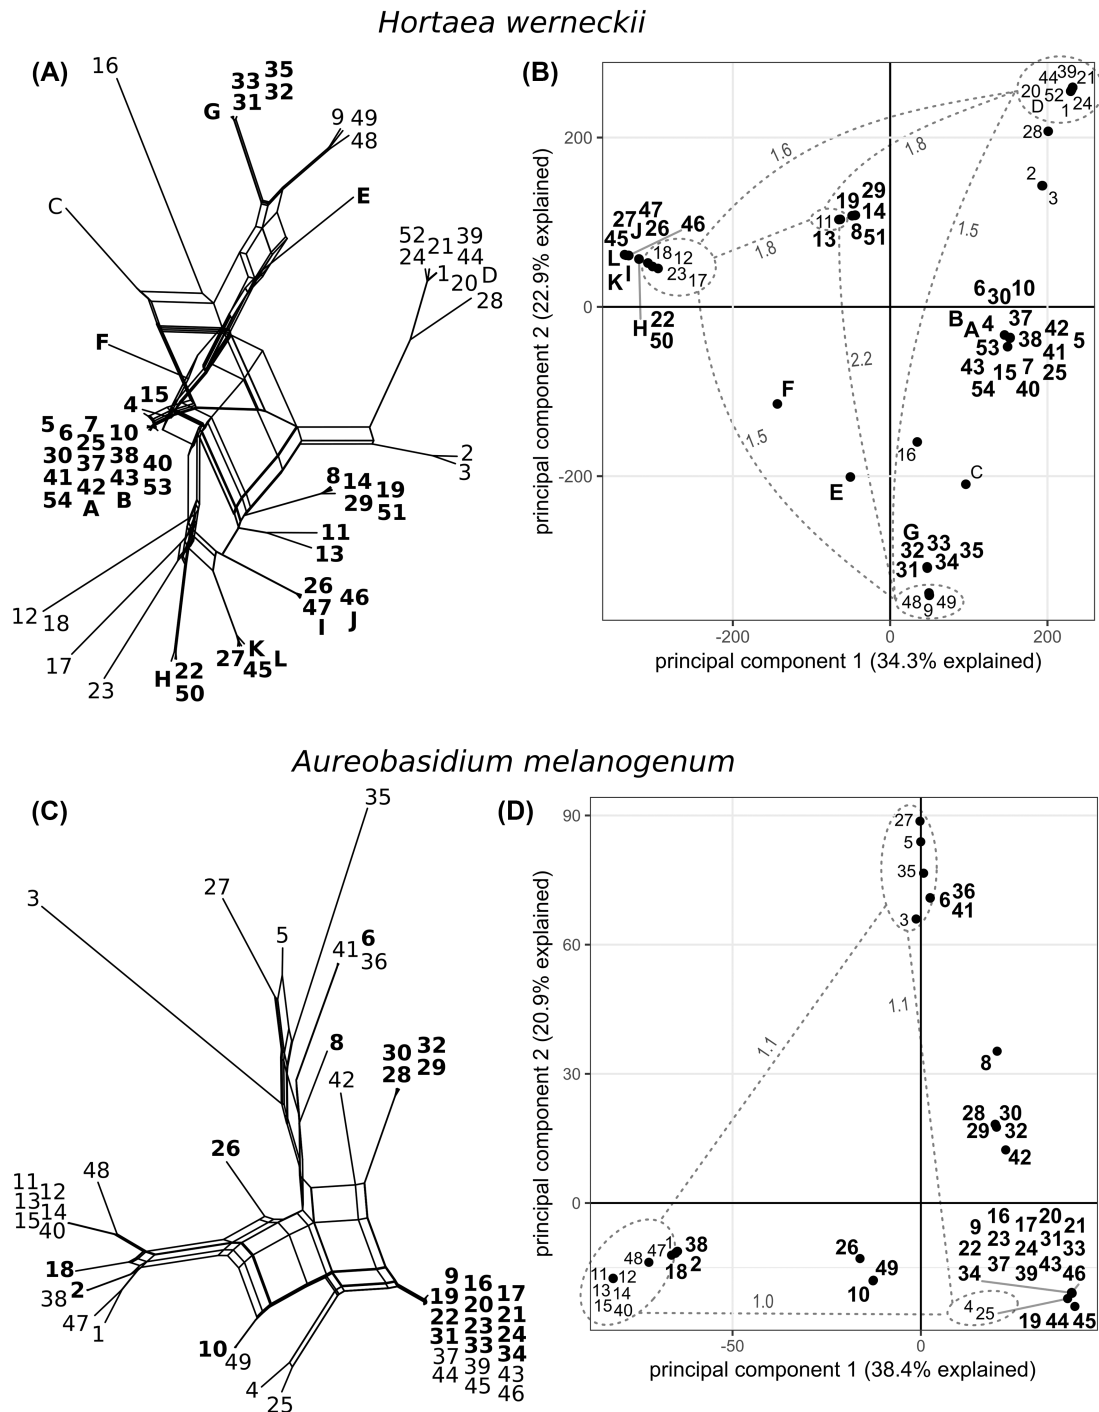 Hortaea werneckii
(A)
16
33 35
31 32
G
9 49
48
C
E
52 21 39
24 1 44
20 D
28
F
15
4
5 6 7 10
25
30 37 38 40
41 42 43 53
54 A B
2
3
8 14 19
29 51
11
13
26
47 46
I J
12 18
17
23
H 22
50
27 K L
45
(B)
principal component 2 (22.9% explained)
200
0
-200
-200
0
200
principal component 1 (34.3% explained)
44 39 21
20 52 24
D 1
28
2
3
1.6
1.8
1.8
1.5
2.2
1.5
19 29
11 14
13 8 51
27 47 46
J 26
45
L
K I
18 12
23 17
H 22
50
6 30 10
B A 4 37
53 38 42 5
43 41
15 7 25
54 40
F
E
16
C
G
32 33 35
31 34
48 9 49
Aureobasidium melanogenum
(C)
35
3
27
5
41 6
36
8
30 32
28 29
42
26
48
11 12
13 14
15 40
18
2
38
47
1
10
49
4
25
9 16 17
19 20 21
22 23 24
31 33 34
37 39 43
44 45 46
(D)
principal component 2 (20.9% explained)
90
60
30
0
-50
0
principal component 1 (38.4% explained)
27
5
35
3
6 36
41
1.1
1.1
1.0
8
28 30
29 32
42
48 47 1 38
18 2
11 12
13 14
15 40
26
49
10
9 16 17 20 21
22 23 24 31 33
34 37 39 43 46
4 25
19 44 45